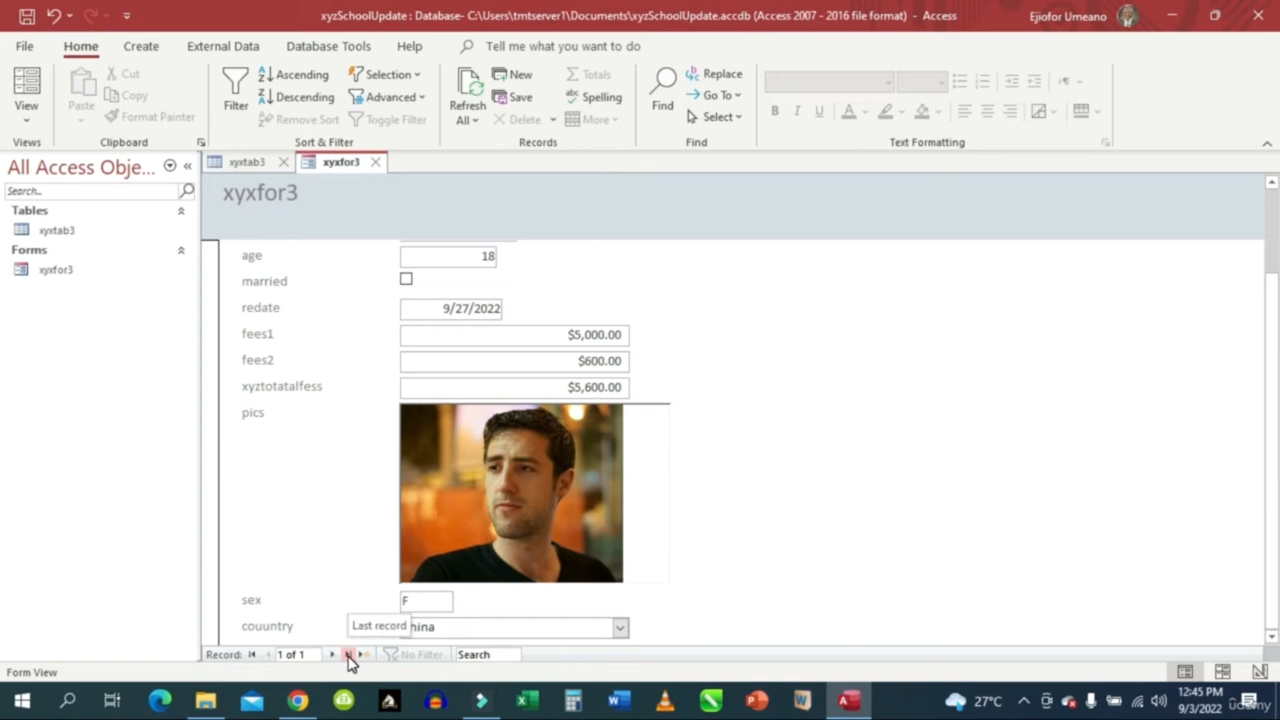 xyzSchoolUpdate : Database- C:\Users\tmtserver1\Documents\xyzSchoolUpdate.accdb (Access 2007 - 2016 file format) - Access
Ejiofor Umeano
File Home Create External Data Database Tools Help Tell me what you want to do
View
Views
Paste
Cut
Copy
Format Painter
Clipboard
Filter
Ascending
Descending
Remove Sort
Selection
Advanced
Toggle Filter
Sort & Filter
Refresh All
New
Save
Delete
Totals
Spelling
More
Records
Find
Replace
Go To
Select
Find
B I U A
Text Formatting
All Access Obje...
Search...
Tables
xyxtab3
Forms
xyxfor3
xyxtab3 xyxfor3
xyxfor3
age 18
married
redate 9/27/2022
fees1 $5,000.00
fees2 $600.00
xyztotatalfess $5,600.00
pics
sex F
couuntry hina
Last record
Record: 1 of 1 No Filter Search
Form View
27°C
12:45 PM
9/3/2022
udemy